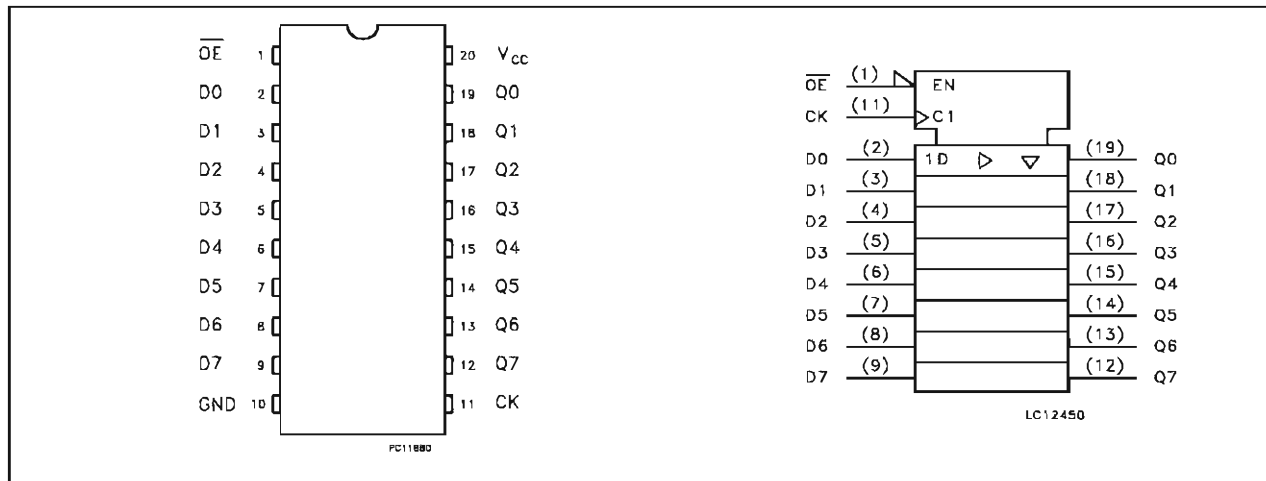 O̅E̅ 1 20 VCC
D0 2 19 Q0
D1 3 18 Q1
D2 4 17 Q2
D3 5 16 Q3
D4 6 15 Q4
D5 7 14 Q5
D6 8 13 Q6
D7 9 12 Q7
GND 10 11 CK
PC11880
O̅E̅ (1) EN
CK (11) C1
D0 (2) 1D (19) Q0
D1 (3) (18) Q1
D2 (4) (17) Q2
D3 (5) (16) Q3
D4 (6) (15) Q4
D5 (7) (14) Q5
D6 (8) (13) Q6
D7 (9) (12) Q7
LC12450